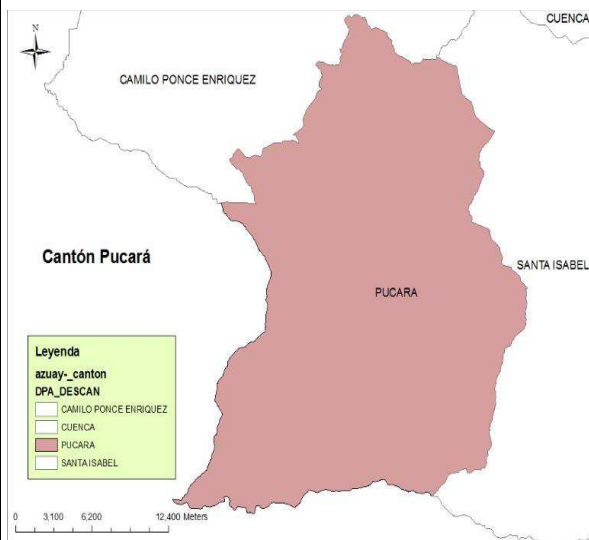 N
CUENCA
CAMILO PONCE ENRIQUEZ
Cantón Pucará
SANTA ISABEL
PUCARA
Leyenda
azuay-_canton
DPA_DESCAN
CAMILO PONCE ENRIQUEZ
CUENCA
PUCARA
SANTA ISABEL
0 3,100 6,200 12,400 Meters